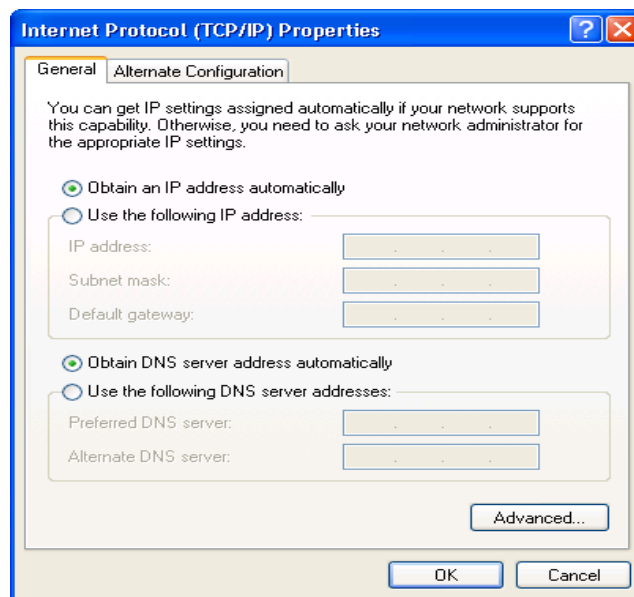 Internet Protocol (TCP/IP) Properties
General
Alternate Configuration
You can get IP settings assigned automatically if your network supports
this capability. Otherwise, you need to ask your network administrator for
the appropriate IP settings.
Obtain an IP address automatically
Use the following IP address:
IP address:
Subnet mask:
Default gateway:
Obtain DNS server address automatically
Use the following DNS server addresses:
Preferred DNS server:
Alternate DNS server:
Advanced...
OK
Cancel